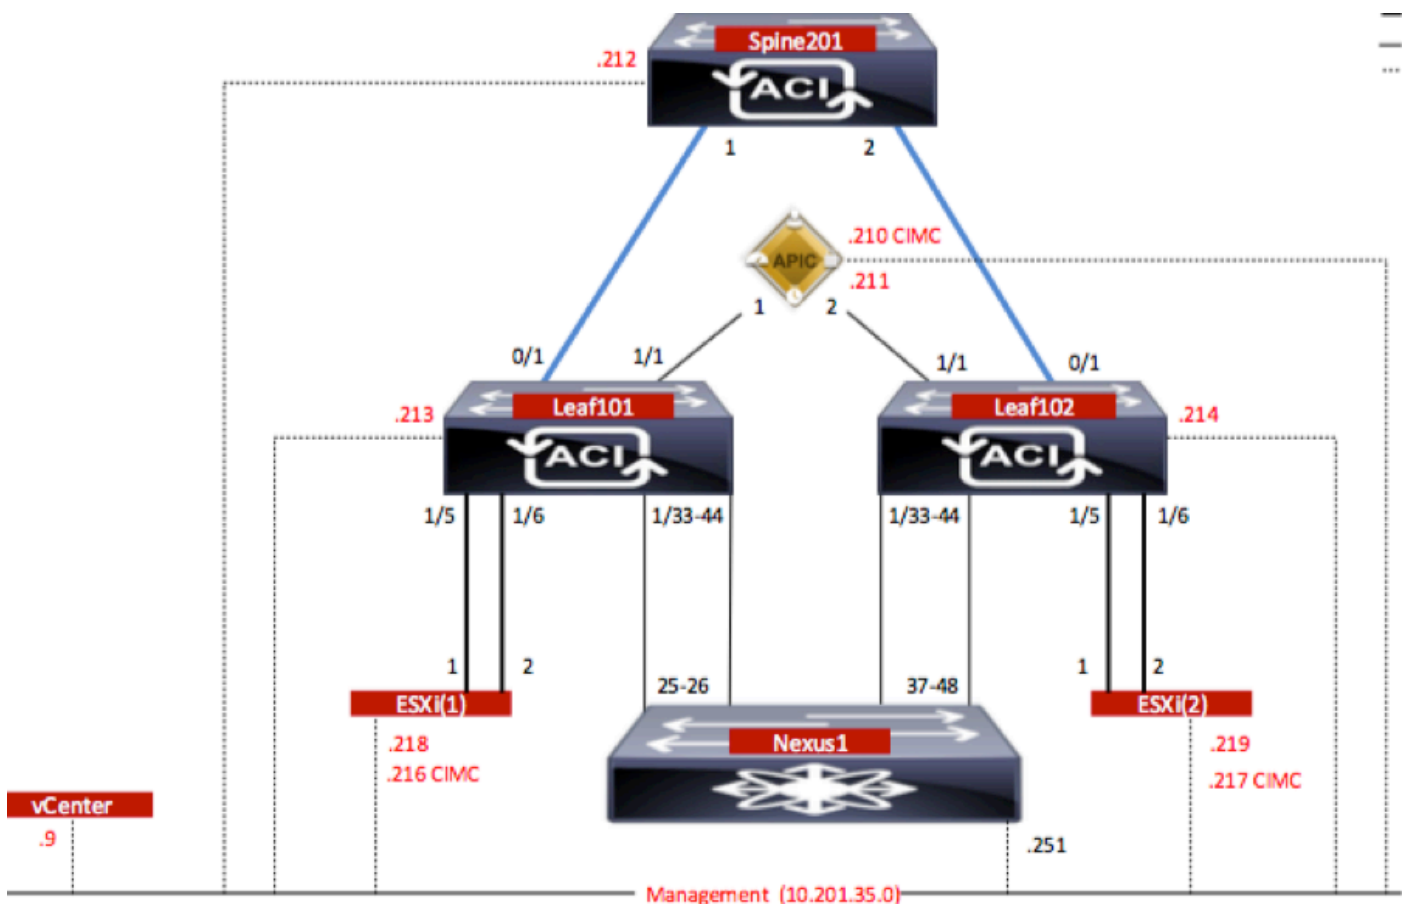 Spine201
.212
ACI
1
2
.210 CIMC
APIC
.211
1
2
0/1
1/1
1/1
0/1
Leaf101
Leaf102
.213
.214
ACI
ACI
1/5
1/6
1/33-44
1/33-44
1/5
1/6
1
2
25-26
37-48
1
2
ESXi(1)
ESXi(2)
.218
.216 CIMC
Nexus1
.219
.217 CIMC
vCenter
.9
.251
Management (10.201.35.0)